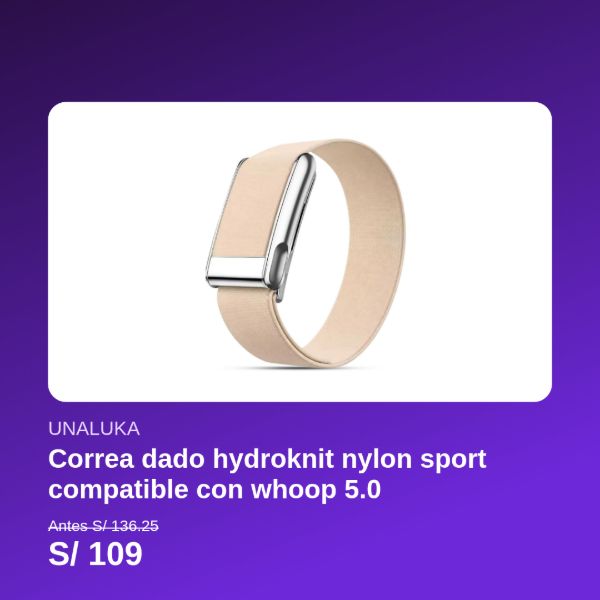 UNALUKA
Correa dado hydroknit nylon sport
compatible con whoop 5.0
Antes S/ 136.25
S/ 109